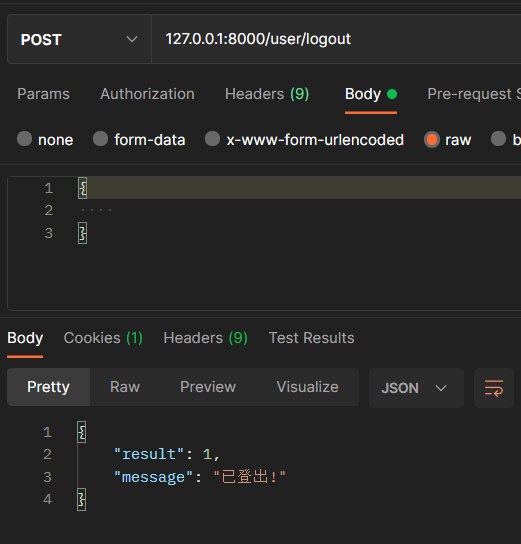 POST 127.0.0.1:8000/user/logout
Params Authorization Headers (9) Body Pre-request S
none form-data x-www-form-urlencoded raw b
1 {
2 ····
3 }
Body Cookies (1) Headers (9) Test Results
Pretty Raw Preview Visualize JSON
1 {
2 "result": 1,
3 "message": "已登出!"
4 }